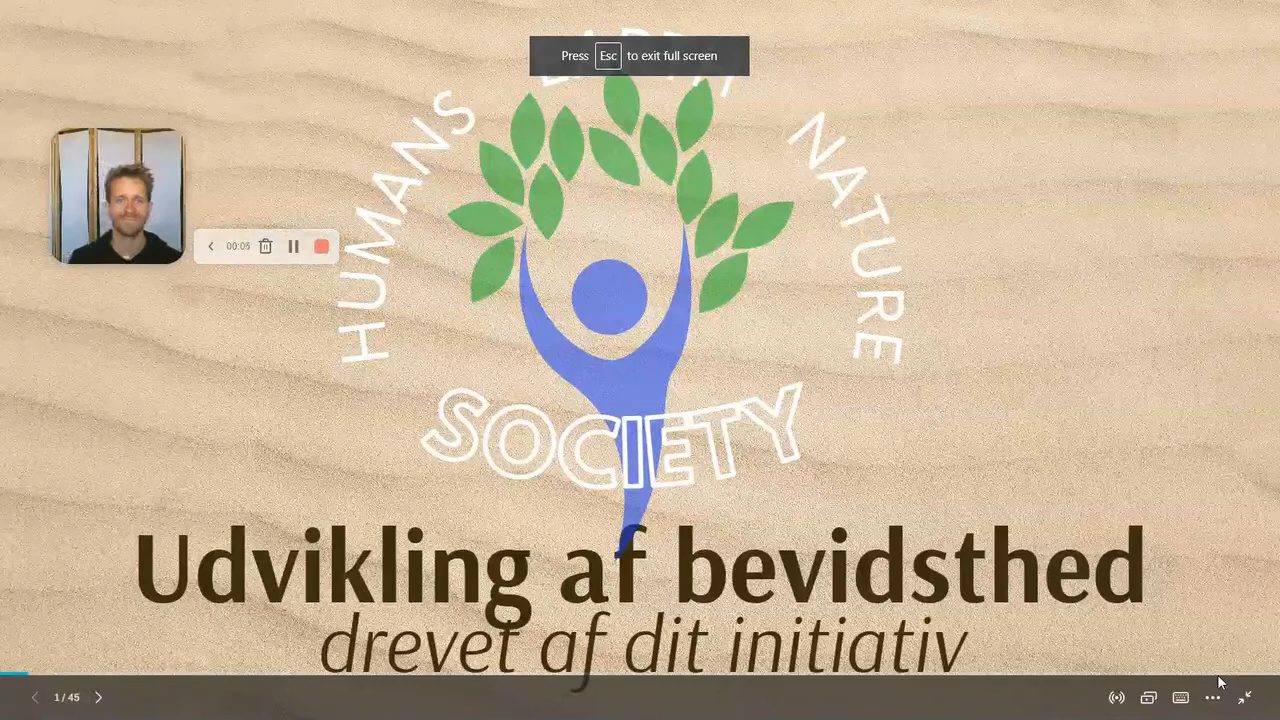 Press Esc to exit full screen
HUMANS
NATURE
SOCIETY
00:05
Udvikling af bevidsthed
drevet af dit initiativ
1 / 45